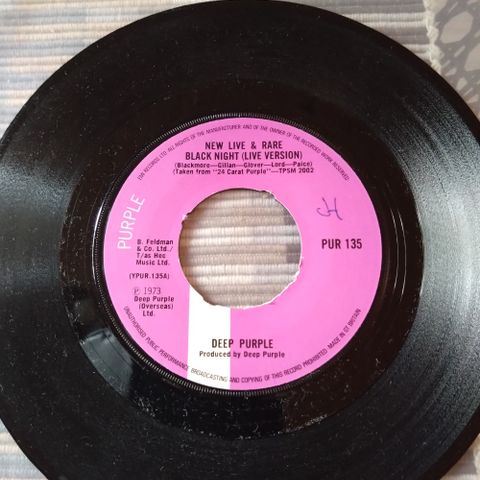 EMI RECORDS LTD. ALL RIGHTS OF THE MANUFACTURER AND OF THE OWNER OF THE RECORDED WORK RESERVED
NEW LIVE & RARE
BLACK NIGHT (LIVE VERSION)
(Blackmore—Gillan—Glover—Lord—Paice)
(Taken from "24 Carat Purple"—TPSM 2002)
PURPLE
B. Feldman
& Co. Ltd./
T/as Hec
Music Ltd.
PUR 135
(YPUR.135A)
℗ 1973
Deep Purple
(Overseas)
Ltd.
DEEP PURPLE
Produced by Deep Purple
UNAUTHORISED PUBLIC PERFORMANCE BROADCASTING AND COPYING OF THIS RECORD PROHIBITED MADE IN GT BRITAIN